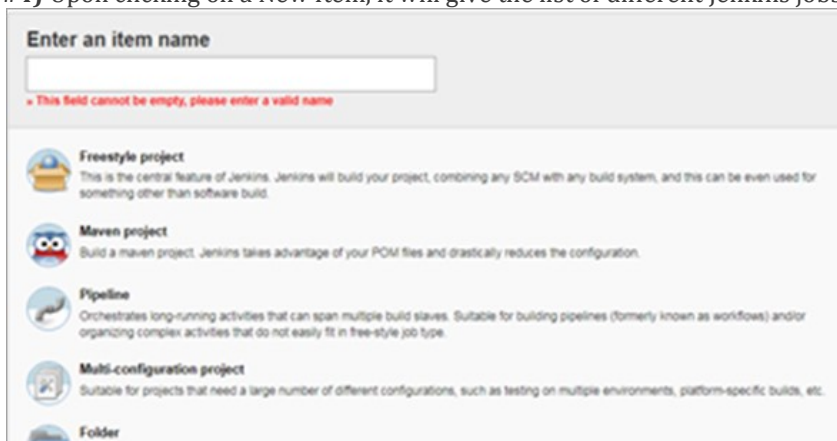 1) Upon clicking on a New Item, it will give the list of different Jenkins jobs
Enter an item name
» This field cannot be empty, please enter a valid name
Freestyle project
This is the central feature of Jenkins. Jenkins will build your project, combining any SCM with any build system, and this can be even used for
something other than software build.
Maven project
Build a maven project. Jenkins takes advantage of your POM files and drastically reduces the configuration.
Pipeline
Orchestrates long-running activities that can span multiple build slaves. Suitable for building pipelines (formerly known as workflows) and/or
organizing complex activities that do not easily fit in free-style job type.
Multi-configuration project
Suitable for projects that need a large number of different configurations, such as testing on multiple environments, platform-specific builds, etc.
Folder